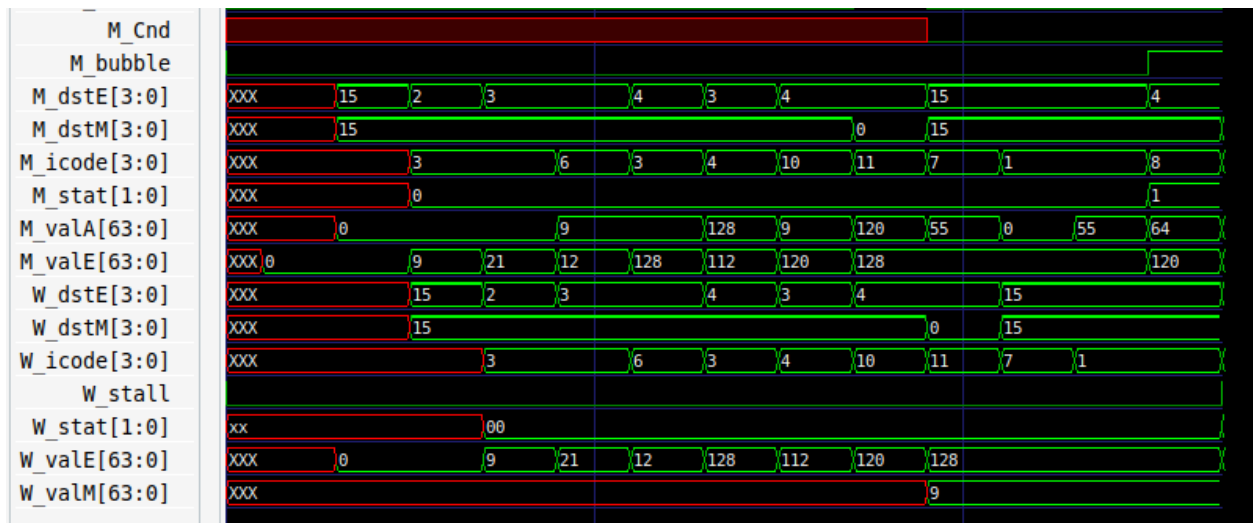 M_Cnd
M_bubble
M_dstE[3:0] XXX 15 2 3 4 3 4 15 4
M_dstM[3:0] XXX 15 0 15
M_icode[3:0] XXX 3 6 3 4 10 11 7 1 8
M_stat[1:0] XXX 0 1
M_valA[63:0] XXX 0 9 128 9 120 55 0 55 64
M_valE[63:0] XXX 0 9 21 12 128 112 120 128 120
W_dstE[3:0] XXX 15 2 3 4 3 4 15
W_dstM[3:0] XXX 15 0 15
W_icode[3:0] XXX 3 6 3 4 10 11 7 1
W_stall
W_stat[1:0] xx 00
W_valE[63:0] XXX 0 9 21 12 128 112 120 128
W_valM[63:0] XXX 9